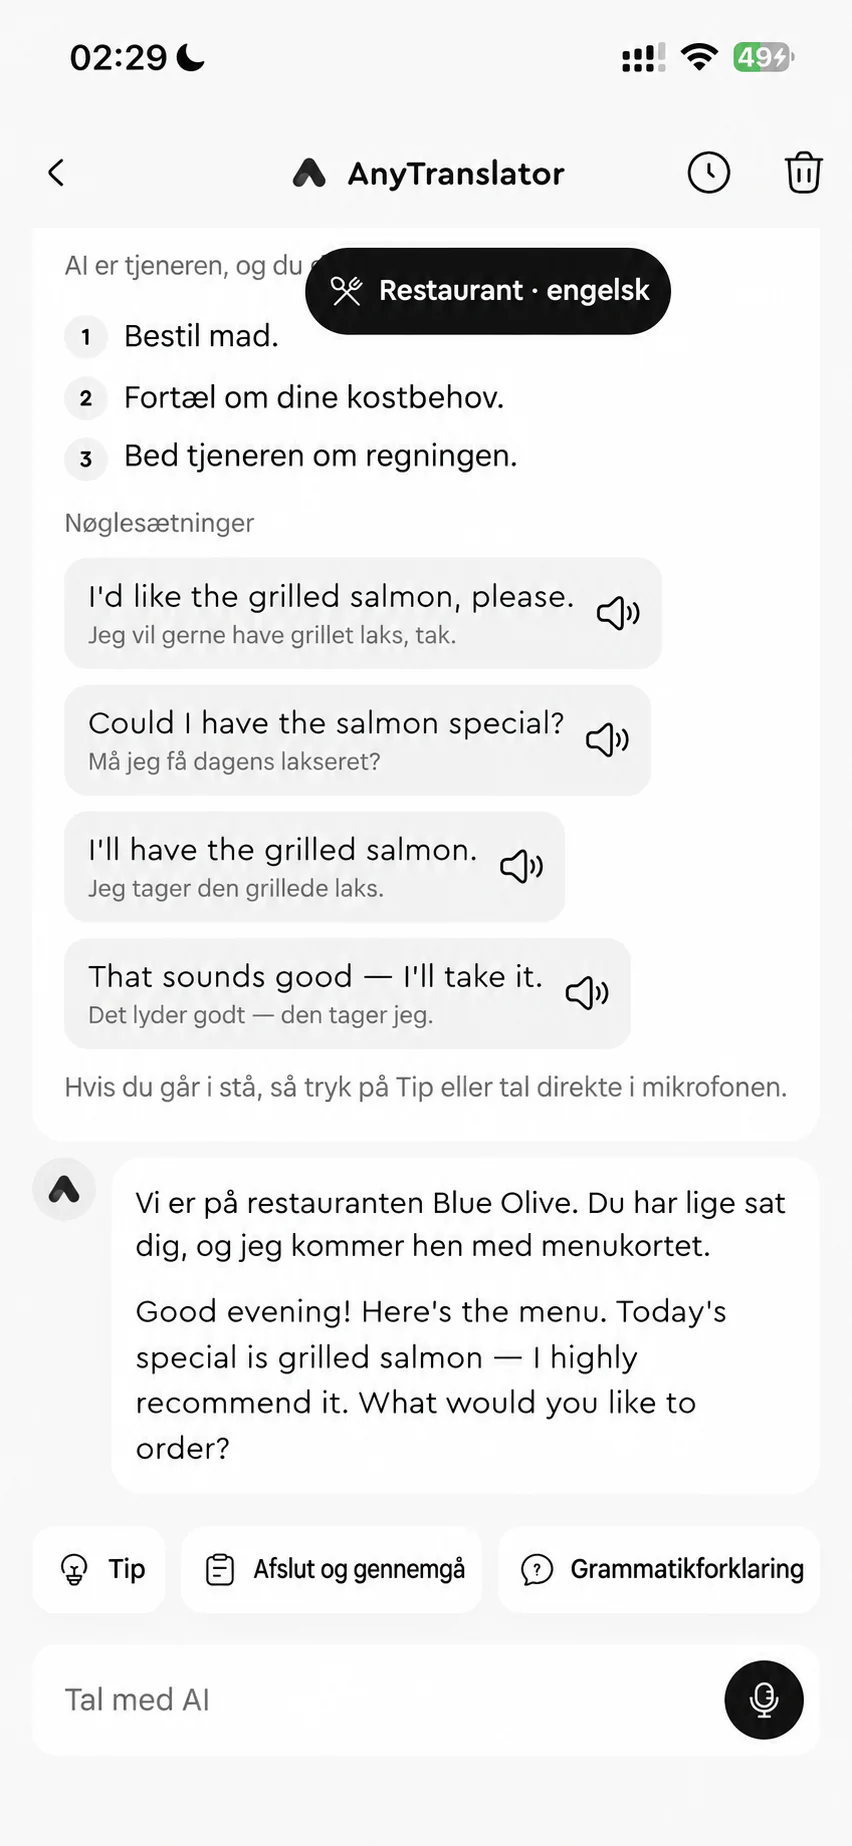 02:29
49
AnyTranslator
AI er tjeneren, og du
Restaurant · engelsk
1 Bestil mad.
2 Fortæl om dine kostbehov.
3 Bed tjeneren om regningen.
Nøglesætninger
I'd like the grilled salmon, please.
Jeg vil gerne have grillet laks, tak.
Could I have the salmon special?
Må jeg få dagens lakseret?
I'll have the grilled salmon.
Jeg tager den grillede laks.
That sounds good — I'll take it.
Det lyder godt — den tager jeg.
Hvis du går i stå, så tryk på Tip eller tal direkte i mikrofonen.
Vi er på restauranten Blue Olive. Du har lige sat
dig, og jeg kommer hen med menukortet.
Good evening! Here's the menu. Today's
special is grilled salmon — I highly
recommend it. What would you like to
order?
Tip
Afslut og gennemgå
Grammatikforklaring
Tal med AI